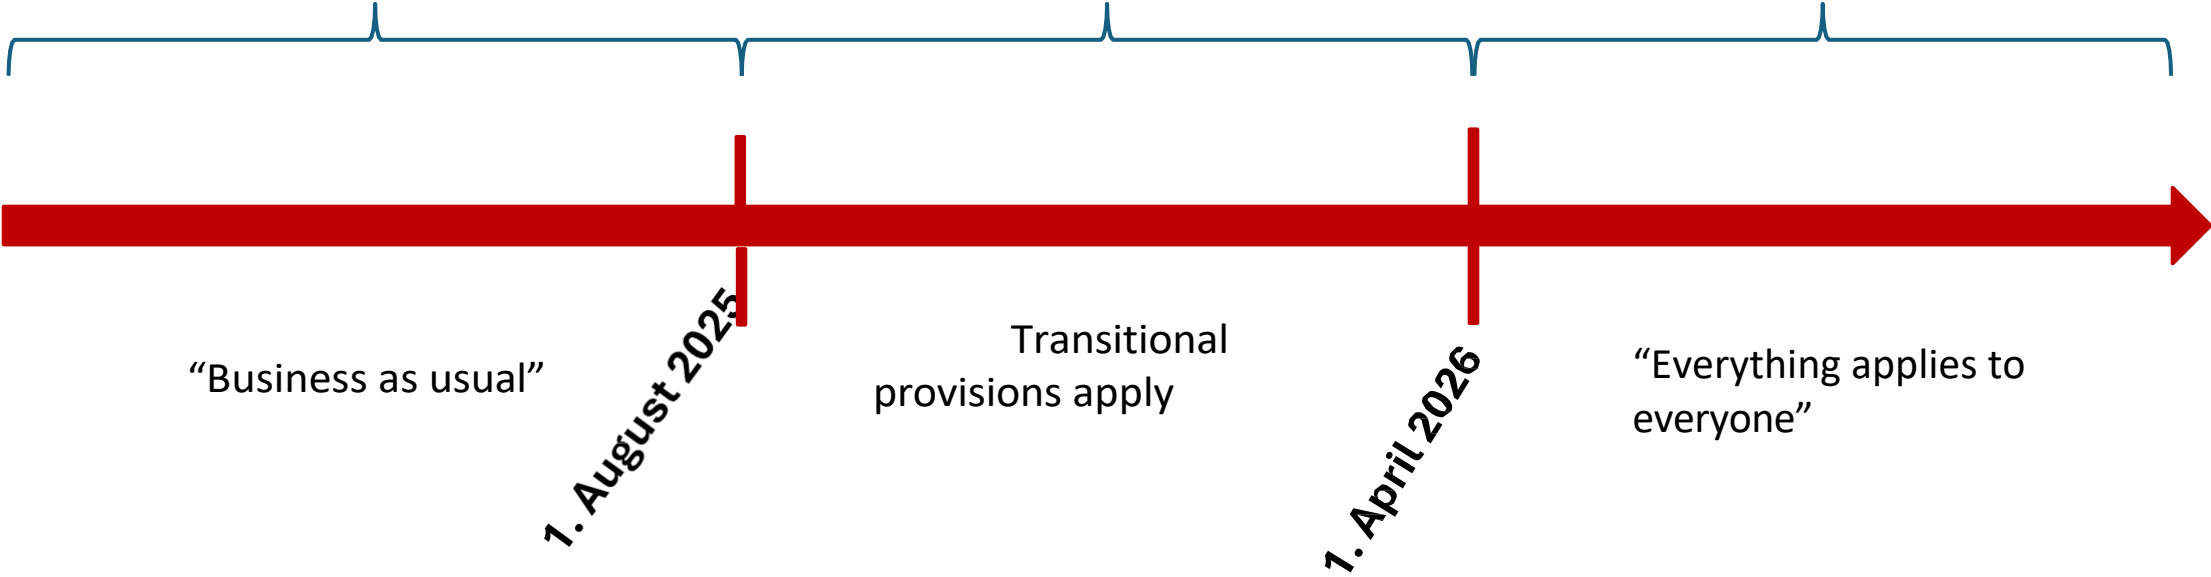 “Business as usual”
1. August 2025
Transitional
provisions apply
1. April 2026
“Everything applies to
everyone”